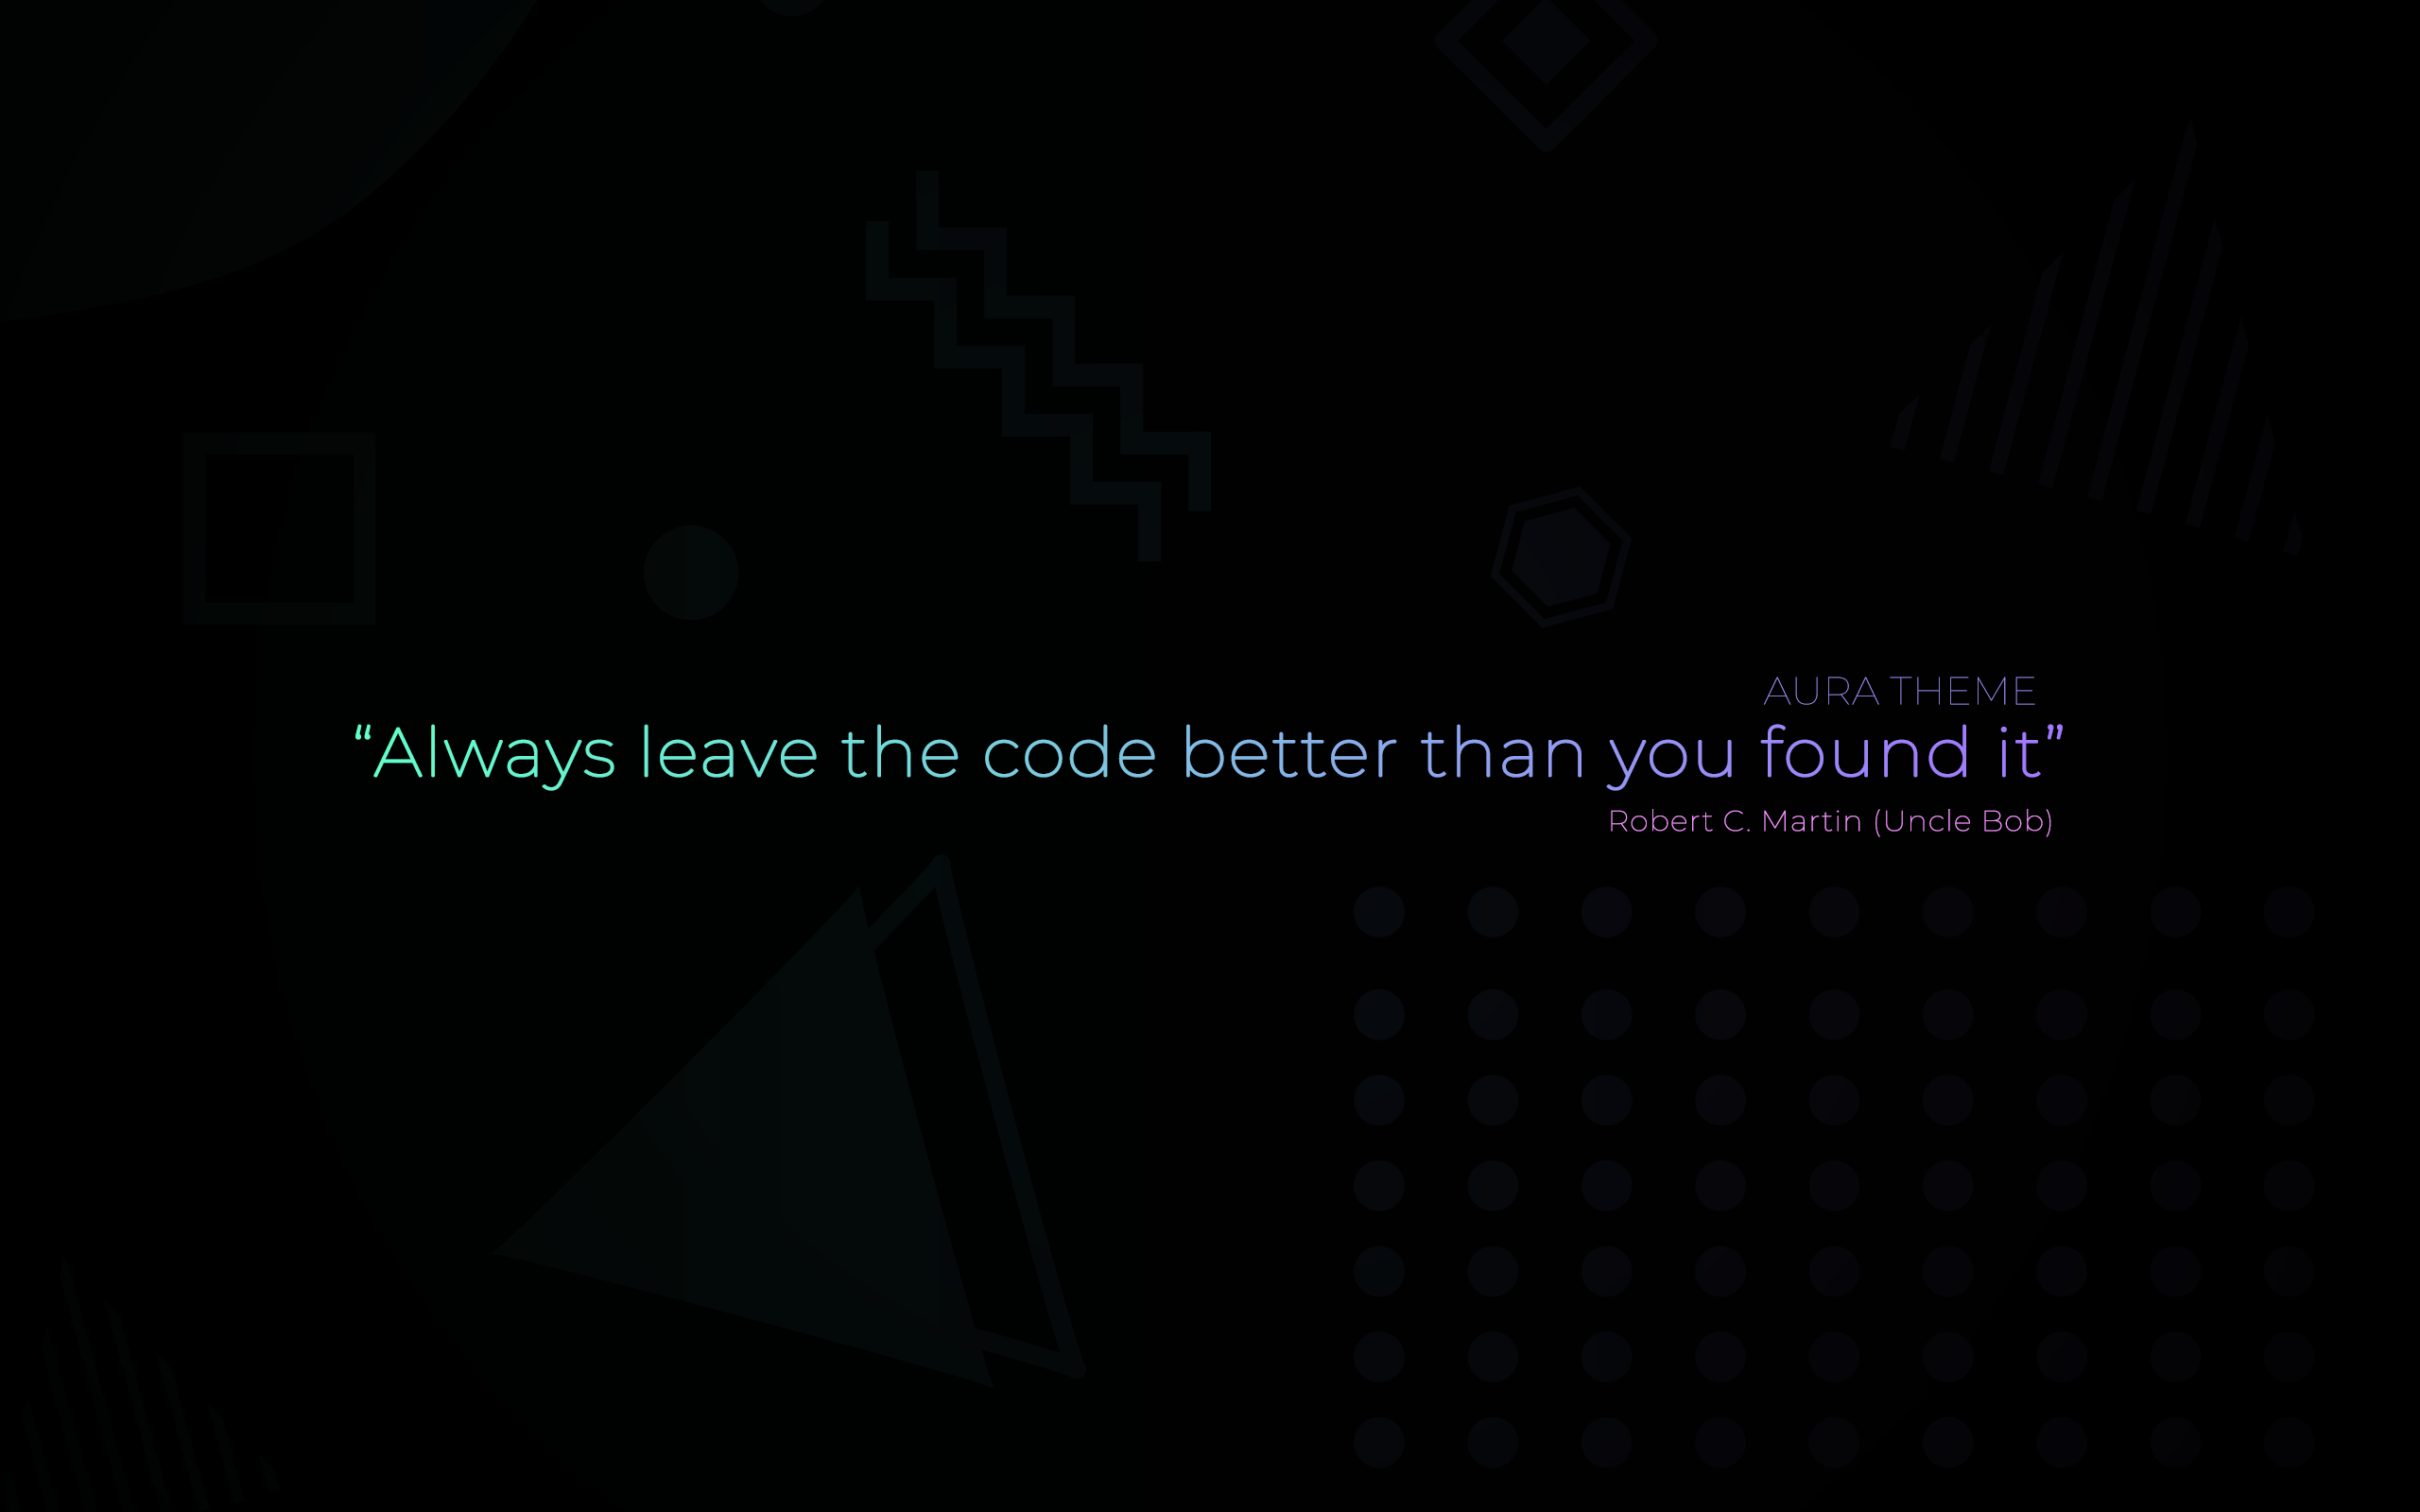 AURA THEME
“Always leave the code better than you found it”
Robert C. Martin (Uncle Bob)